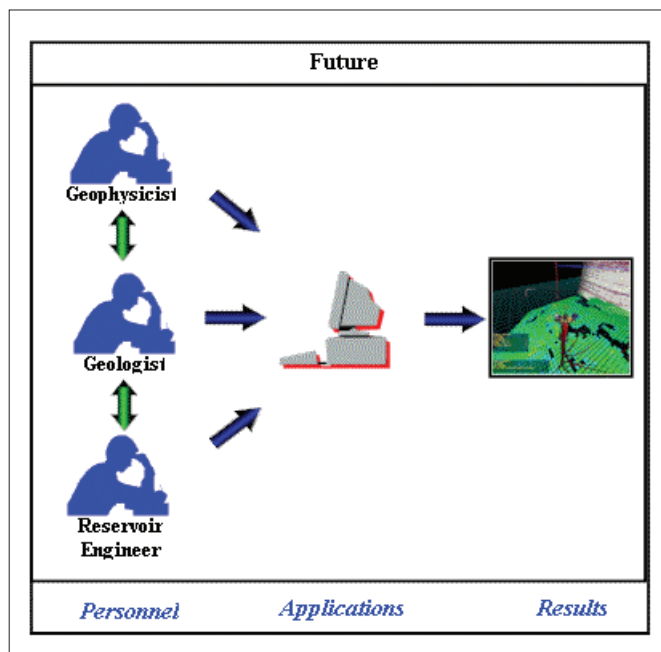 Future
Geophysicist
Geologist
Reservoir
Engineer
Personnel
Applications
Results